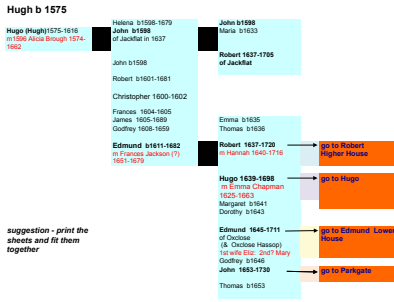 Hugh b 1575
Hugo (Hugh)1575-1616
m1596 Alicia Brough 1574-
1662
Helena b1598-1679
John b1598
of Jackflat in 1637
John b1598
Robert b1601-1681
Christopher 1600-1602
Frances 1604-1605
James 1605-1689
Godfrey 1608-1659
Edmund b1611-1682
m Frances Jackson (?)
1651-1679
John b1598
Maria b1633
Robert 1637-1705
of Jackflat
Emma b1635
Thomas b1636
Robert 1637-1720
m Hannah 1640-1716
Hugo 1639-1698
m Emma Chapman
1625-1663
Margaret b1641
Dorothy b1643
Edmund 1645-1711
of Oxclose
(& Oxclose Hassop)
1st wife Eliz: 2nd? Mary
Godfrey b1646
John 1653-1730
Thomas b1653
go to Robert
Higher House
go to Hugo
go to Edmund Lower
House
go to Parkgate
suggestion - print the
sheets and fit them
together